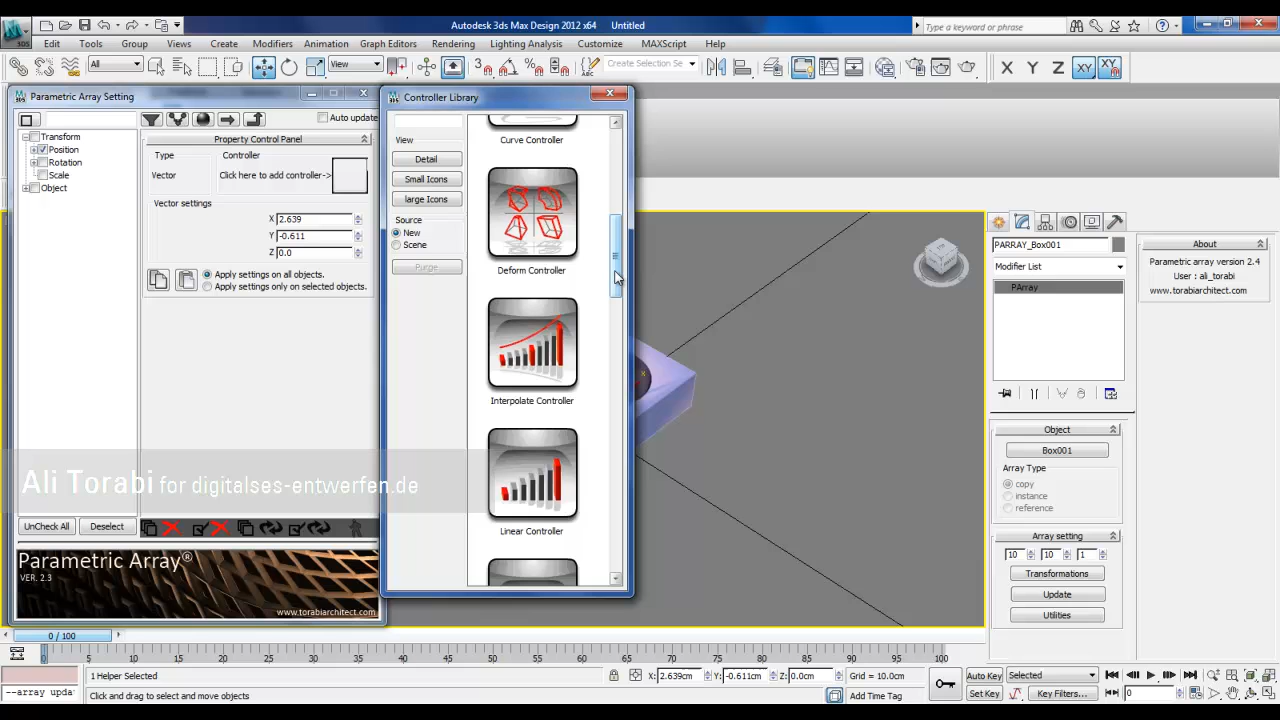 Autodesk 3ds Max Design 2012 x64 Untitled
Type a keyword or phrase
Edit Tools Group Views Create Modifiers Animation Graph Editors Rendering Lighting Analysis Customize MAXScript Help
All View Create Selection Se X Y Z XY XY
Parametric Array Setting
Auto update
Transform
Position
Rotation
Scale
Object
Property Control Panel
Type Controller
Vector Click here to add controller->
Vector settings
X 2.639
Y -0.611
Z 0.0
Apply settings on all objects.
Apply settings only on selected objects.
UnCheck All Deselect
Parametric Array®
VER. 2.3
www.torabiarchitect.com
Controller Library
View
Detail
Small Icons
large Icons
Source
New
Scene
Purge
Curve Controller
Deform Controller
Interpolate Controller
Linear Controller
Ali Torabi for digitalses-entwerfen.de
PARRAY_Box001
Modifier List
PArray
Object
Box001
Array Type
copy
instance
reference
Array setting
10 10 1
Transformations
Update
Utilities
About
Parametric array version 2.4
User : ali_torabi
www.torabiarchitect.com
0 / 100
0 5 10 15 20 25 30 35 40 45 50 55 60 65 70 75 80 85 90 95 100
1 Helper Selected X: 2.639cm Y: -0.611cm Z: 0.0cm Grid = 10.0cm Auto Key Selected
--array upda Click and drag to select and move objects Add Time Tag Set Key Key Filters... 0